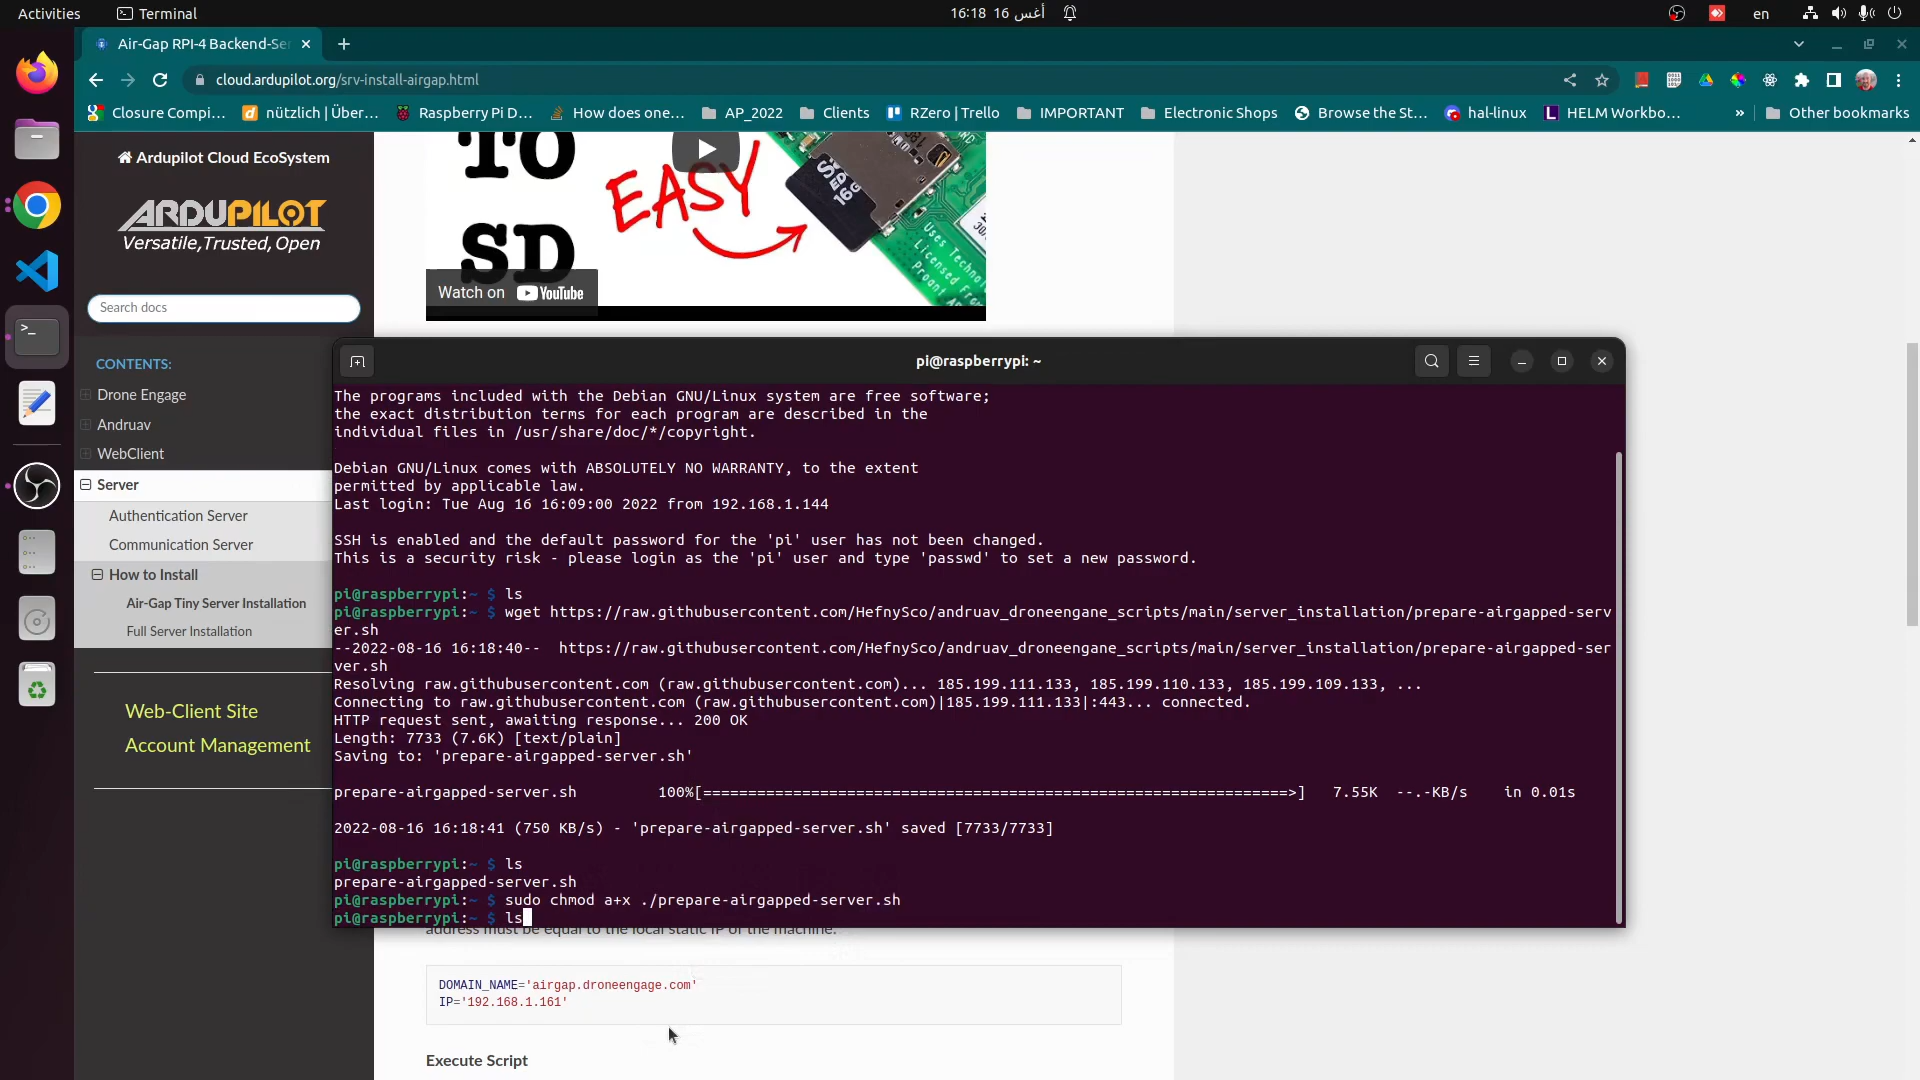 Activities
Terminal
16:18 16 أغس
en
Air-Gap RPI-4 Backend-Ser
cloud.ardupilot.org/srv-install-airgap.html
Closure Compi...
nützlich | Über...
Raspberry Pi D...
How does one...
AP_2022
Clients
RZero | Trello
IMPORTANT
Electronic Shops
Browse the St...
hal-linux
HELM Workbo...
»
Other bookmarks
Ardupilot Cloud EcoSystem
ARDUPILOT
Versatile,Trusted, Open
Search docs
CONTENTS:
Drone Engage
Andruav
WebClient
Server
Authentication Server
Communication Server
How to Install
Air-Gap Tiny Server Installation
Full Server Installation
Web-Client Site
Account Management
TO
SD
EASY
16G
Watch on YouTube
pi@raspberrypi: ~
The programs included with the Debian GNU/Linux system are free software;
the exact distribution terms for each program are described in the
individual files in /usr/share/doc/*/copyright.
Debian GNU/Linux comes with ABSOLUTELY NO WARRANTY, to the extent
permitted by applicable law.
Last login: Tue Aug 16 16:09:00 2022 from 192.168.1.144
SSH is enabled and the default password for the 'pi' user has not been changed.
This is a security risk - please login as the 'pi' user and type 'passwd' to set a new password.
pi@raspberrypi:~ $ ls
pi@raspberrypi:~ $ wget https://raw.githubusercontent.com/HefnySco/andruav_droneengane_scripts/main/server_installation/prepare-airgapped-serv
er.sh
--2022-08-16 16:18:40--  https://raw.githubusercontent.com/HefnySco/andruav_droneengane_scripts/main/server_installation/prepare-airgapped-ser
ver.sh
Resolving raw.githubusercontent.com (raw.githubusercontent.com)... 185.199.111.133, 185.199.110.133, 185.199.109.133, ...
Connecting to raw.githubusercontent.com (raw.githubusercontent.com)|185.199.111.133|:443... connected.
HTTP request sent, awaiting response... 200 OK
Length: 7733 (7.6K) [text/plain]
Saving to: 'prepare-airgapped-server.sh'
prepare-airgapped-server.sh 100%[=================================================================>] 7.55K --.-KB/s in 0.01s
2022-08-16 16:18:41 (750 KB/s) - 'prepare-airgapped-server.sh' saved [7733/7733]
pi@raspberrypi:~ $ ls
prepare-airgapped-server.sh
pi@raspberrypi:~ $ sudo chmod a+x ./prepare-airgapped-server.sh
pi@raspberrypi:~ $ ls
address must be equal to the local static IP of the machine.
DOMAIN_NAME='airgap.droneengage.com'
IP='192.168.1.161'
Execute Script